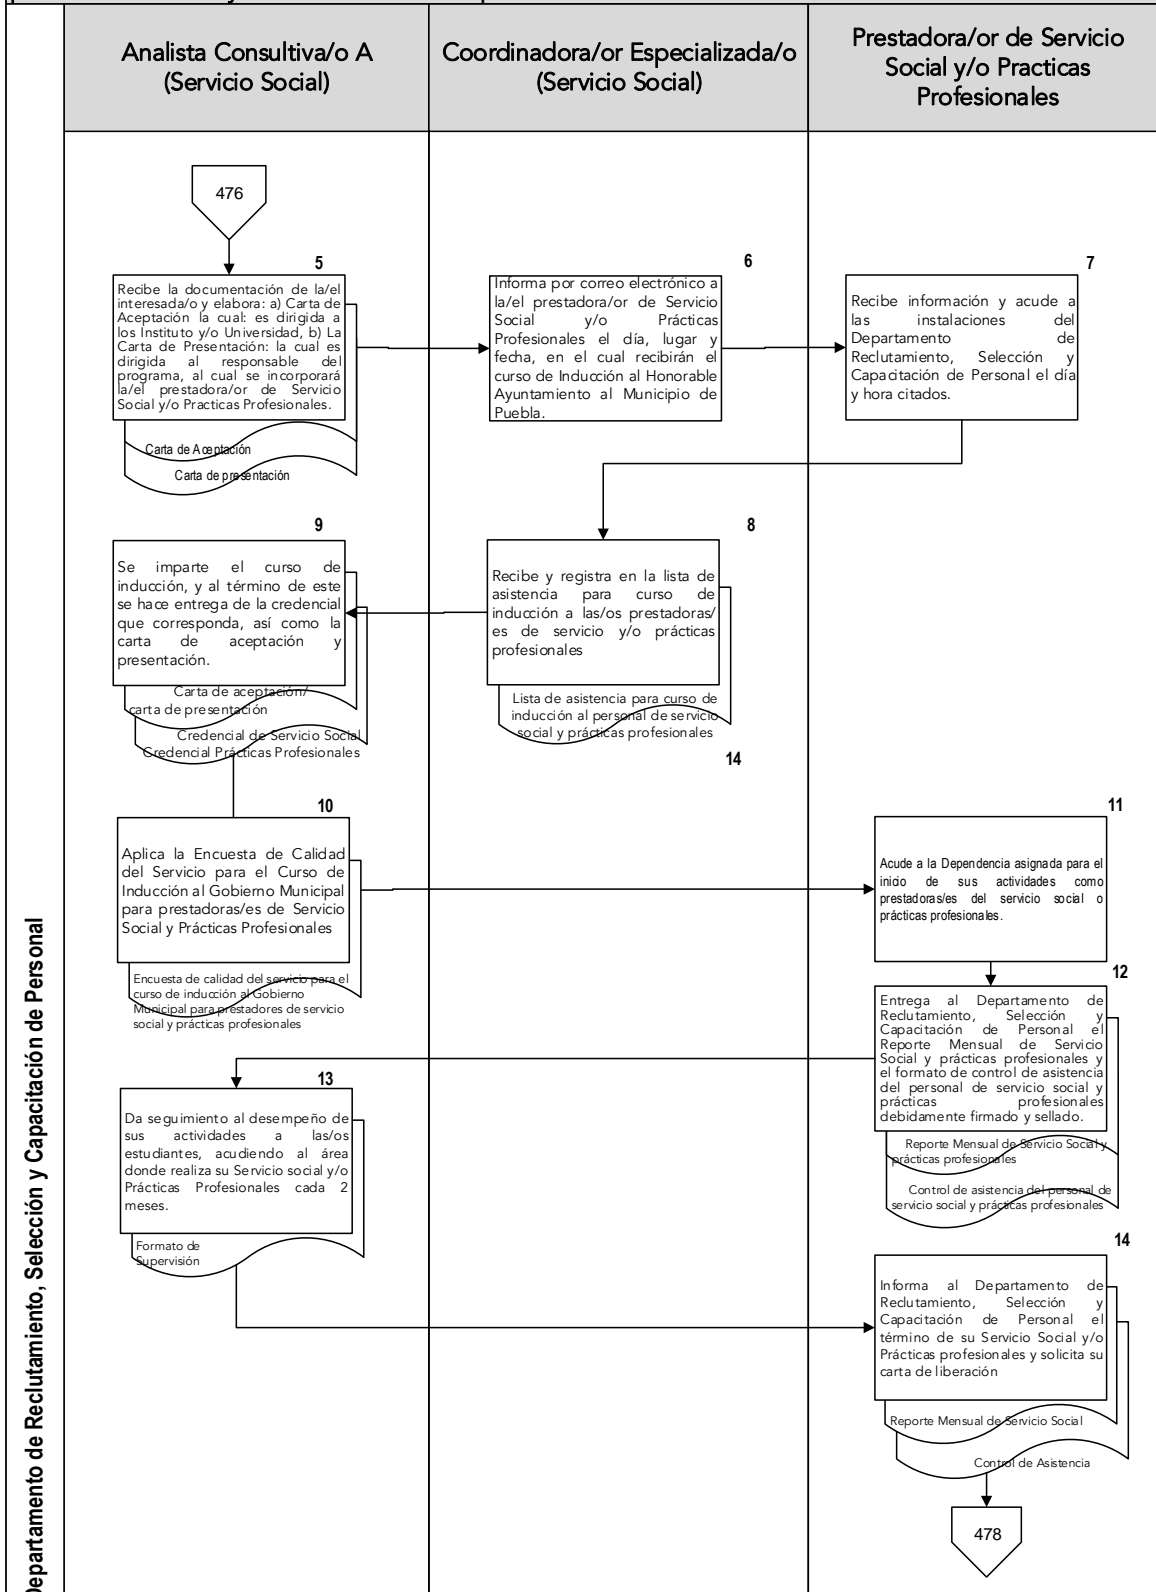 Analista Consultiva/o A
(Servicio Social)
Coordinadora/or Especializada/o
(Servicio Social)
Prestadora/or de Servicio
Social y/o Practicas
Profesionales
Departamento de Reclutamiento, Selección y Capacitación de Personal
476
5
Recibe la documentación de la/el
interesada/o y elabora: a) Carta de
Aceptación la cual: es dirigida a
los Instituto y/o Universidad, b) La
Carta de Presentación: la cual es
dirigida al responsable del
programa, al cual se incorporará
la/el prestadora/or de Servicio
Social y/o Practicas Profesionales.
Carta de Aceptación
Carta de presentación
6
Informa por correo electrónico a
la/el prestadora/or de Servicio
Social y/o Prácticas
Profesionales el día, lugar y
fecha, en el cual recibirán el
curso de Inducción al Honorable
Ayuntamiento al Municipio de
Puebla.
7
Recibe información y acude a
las instalaciones del
Departamento de
Reclutamiento, Selección y
Capacitación de Personal el día
y hora citados.
8
Recibe y registra en la lista de
asistencia para curso de
inducción a las/os prestadoras/
es de servicio y/o prácticas
profesionales
Lista de asistencia para curso de
inducción al personal de servicio
social y prácticas profesionales
14
9
Se imparte el curso de
inducción, y al término de este
se hace entrega de la credencial
que corresponda, así como la
carta de aceptación y
presentación.
Carta de aceptación/
carta de presentación
Credencial de Servicio Social
Credencial Prácticas Profesionales
10
Aplica la Encuesta de Calidad
del Servicio para el Curso de
Inducción al Gobierno Municipal
para prestadoras/es de Servicio
Social y Prácticas Profesionales
Encuesta de calidad del servicio para el
curso de inducción al Gobierno
Municipal para prestadores de servicio
social y prácticas profesionales
11
Acude a la Dependencia asignada para el
inicio de sus actividades como
prestadoras/es del servicio social o
prácticas profesionales.
12
Entrega al Departamento de
Reclutamiento, Selección y
Capacitación de Personal el
Reporte Mensual de Servicio
Social y prácticas profesionales y
el formato de control de asistencia
del personal de servicio social y
prácticas profesionales
debidamente firmado y sellado.
Reporte Mensual de Servicio Social y
prácticas profesionales
Control de asistencia del personal de
servicio social y prácticas profesionales
13
Da seguimiento al desempeño de
sus actividades a las/os
estudiantes, acudiendo al área
donde realiza su Servicio social y/o
Prácticas Profesionales cada 2
meses.
Formato de
Supervisión
14
Informa al Departamento de
Reclutamiento, Selección y
Capacitación de Personal el
término de su Servicio Social y/o
Prácticas profesionales y solicita su
carta de liberación
Reporte Mensual de Servicio Social
Control de Asistencia
478